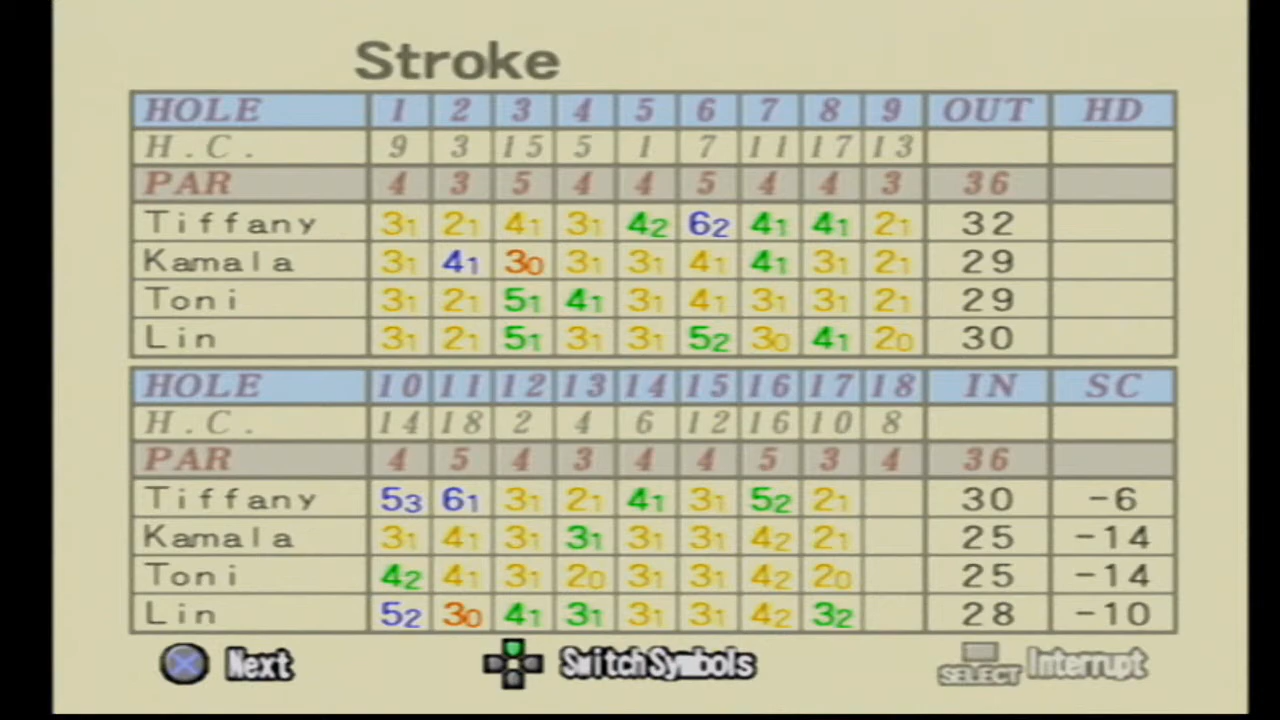 Stroke
HOLE 1 2 3 4 5 6 7 8 9 OUT HD
H.C. 9 3 15 5 1 7 11 17 13
PAR 4 3 5 4 4 5 4 4 3 36
Tiffany 31 21 41 31 42 62 41 41 21 32
Kamala 31 41 30 31 31 41 41 31 21 29
Toni 31 21 51 41 31 41 31 31 21 29
Lin 31 21 51 31 31 52 30 41 20 30
HOLE 10 11 12 13 14 15 16 17 18 IN SC
H.C. 14 18 2 4 6 12 16 10 8
PAR 4 5 4 3 4 4 5 3 4 36
Tiffany 53 61 31 21 41 31 52 21 30 -6
Kamala 31 41 31 31 31 31 42 21 25 -14
Toni 42 41 31 20 31 31 42 20 25 -14
Lin 52 30 41 31 31 31 42 32 28 -10
Next Switch Symbols SELECT Interrupt